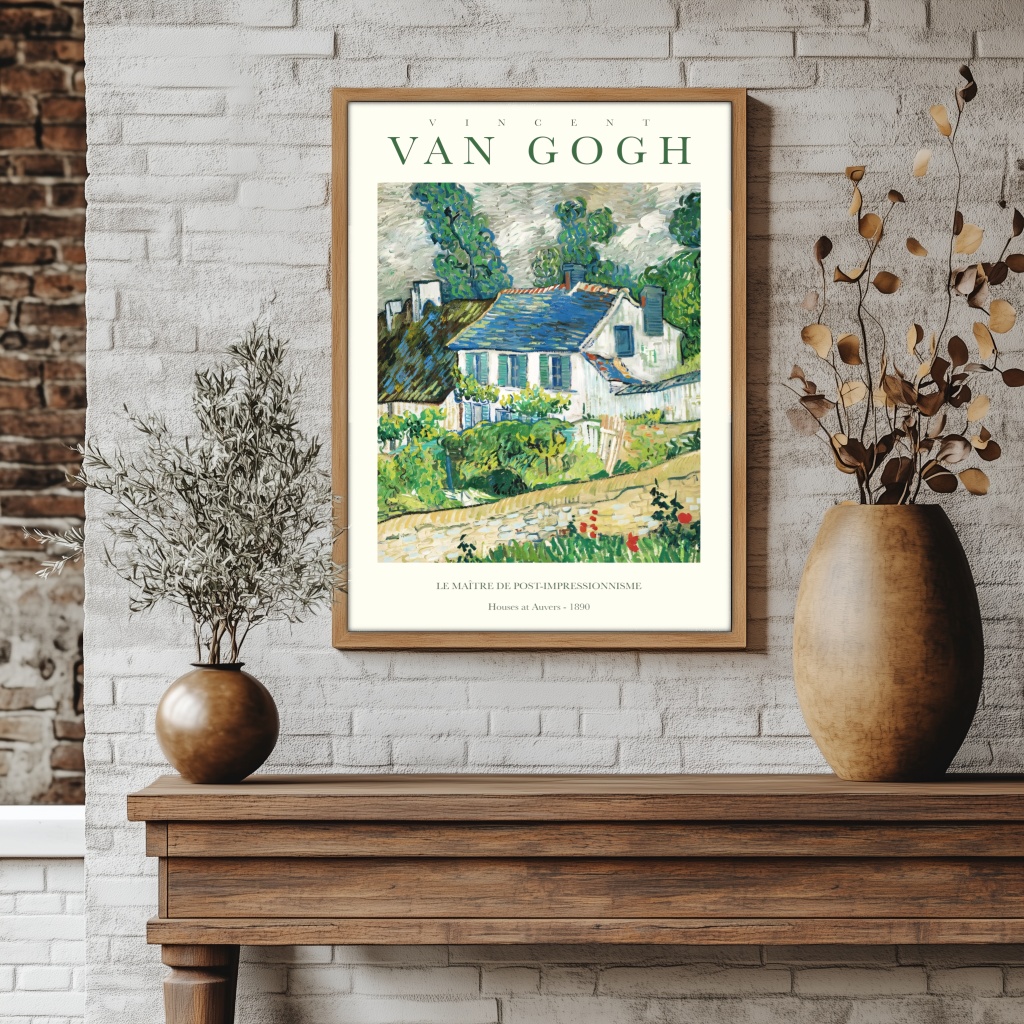 VINCENT
VAN GOGH
LE MAÎTRE DE POST-IMPRESSIONNISME
Houses at Auvers - 1890